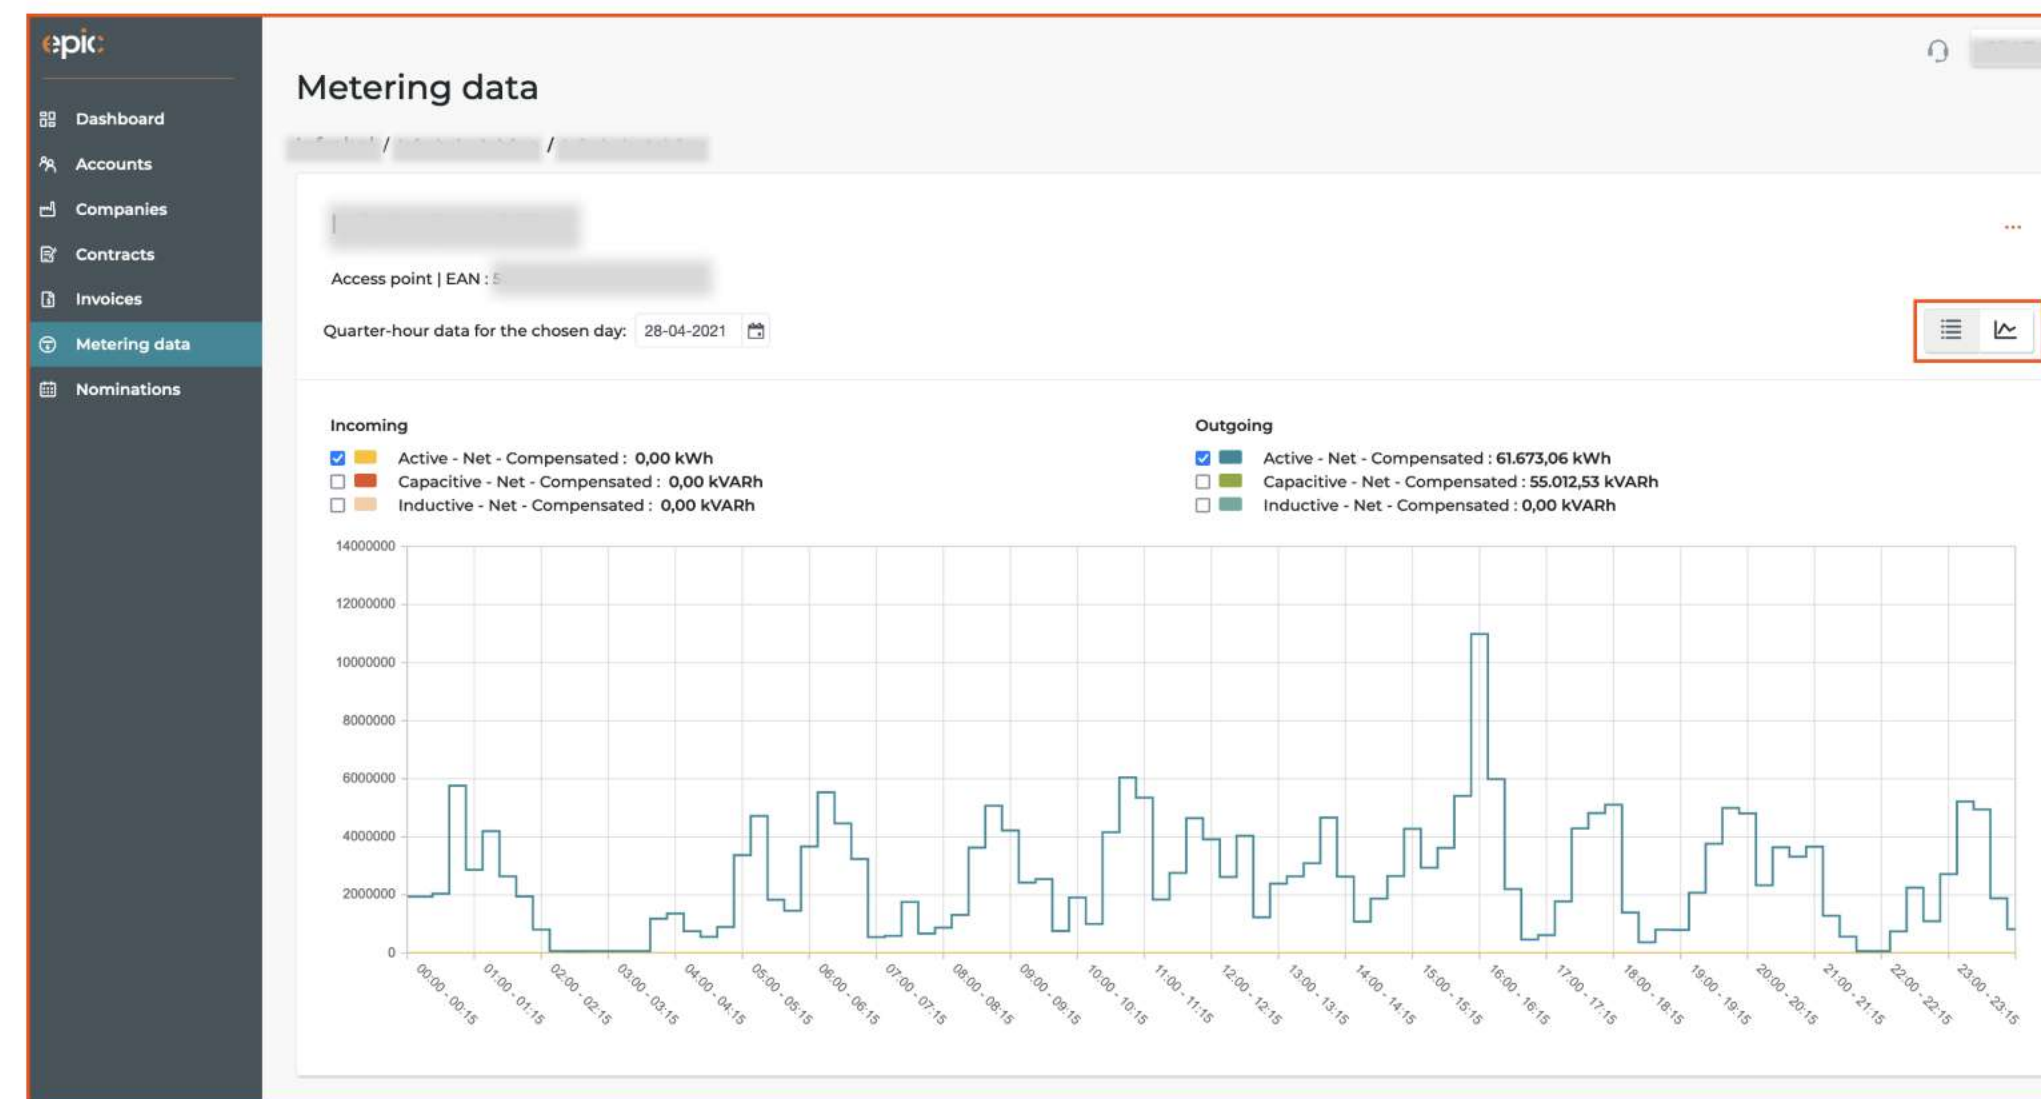 epic
Metering data
Dashboard
Accounts
Companies
Contracts
Invoices
Metering data
Nominations
/ /
Access point | EAN : 5
Quarter-hour data for the chosen day: 28-04-2021
Incoming
Active - Net - Compensated : 0,00 kWh
Capacitive - Net - Compensated : 0,00 kVARh
Inductive - Net - Compensated : 0,00 kVARh
Outgoing
Active - Net - Compensated : 61.673,06 kWh
Capacitive - Net - Compensated : 55.012,53 kVARh
Inductive - Net - Compensated : 0,00 kVARh
14000000
12000000
10000000
8000000
6000000
4000000
2000000
0
00:00 - 00:15
01:00 - 01:15
02:00 - 02:15
03:00 - 03:15
04:00 - 04:15
05:00 - 05:15
06:00 - 06:15
07:00 - 07:15
08:00 - 08:15
09:00 - 09:15
10:00 - 10:15
11:00 - 11:15
12:00 - 12:15
13:00 - 13:15
14:00 - 14:15
15:00 - 15:15
16:00 - 16:15
17:00 - 17:15
18:00 - 18:15
19:00 - 19:15
20:00 - 20:15
21:00 - 21:15
22:00 - 22:15
23:00 - 23:15